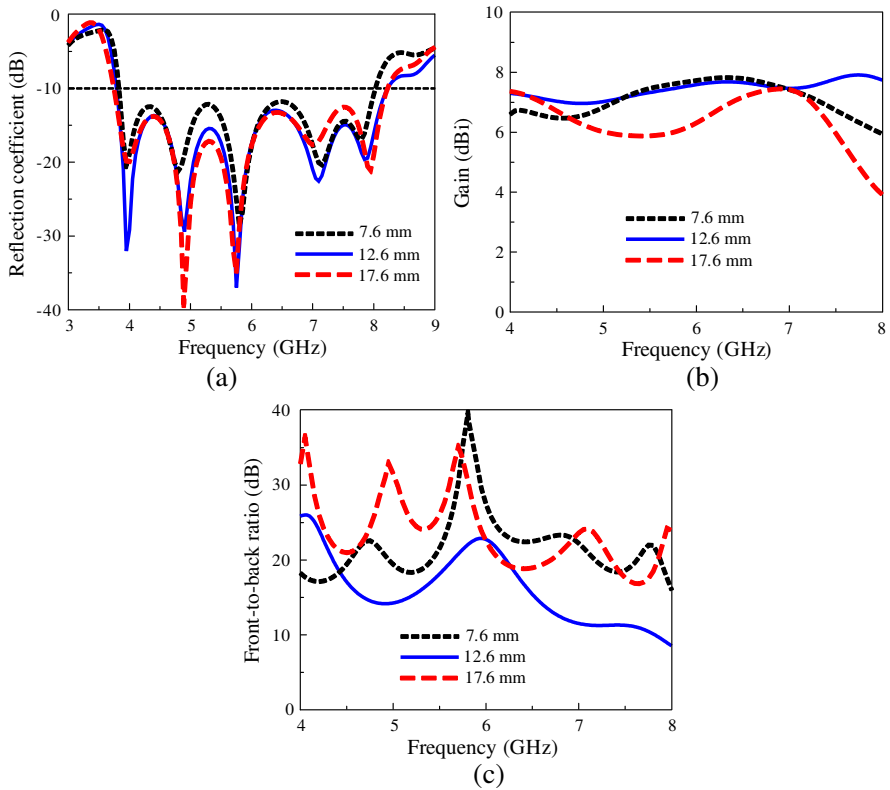 0
-10
-20
-30
-40
Reflection coefficient (dB)
7.6 mm
12.6 mm
17.6 mm
3 4 5 6 7 8 9
Frequency (GHz)
(a)
10
8
6
4
2
0
Gain (dBi)
7.6 mm
12.6 mm
17.6 mm
4 5 6 7 8
Frequency (GHz)
(b)
40
30
20
10
0
Front-to-back ratio (dB)
7.6 mm
12.6 mm
17.6 mm
4 5 6 7 8
Frequency (GHz)
(c)